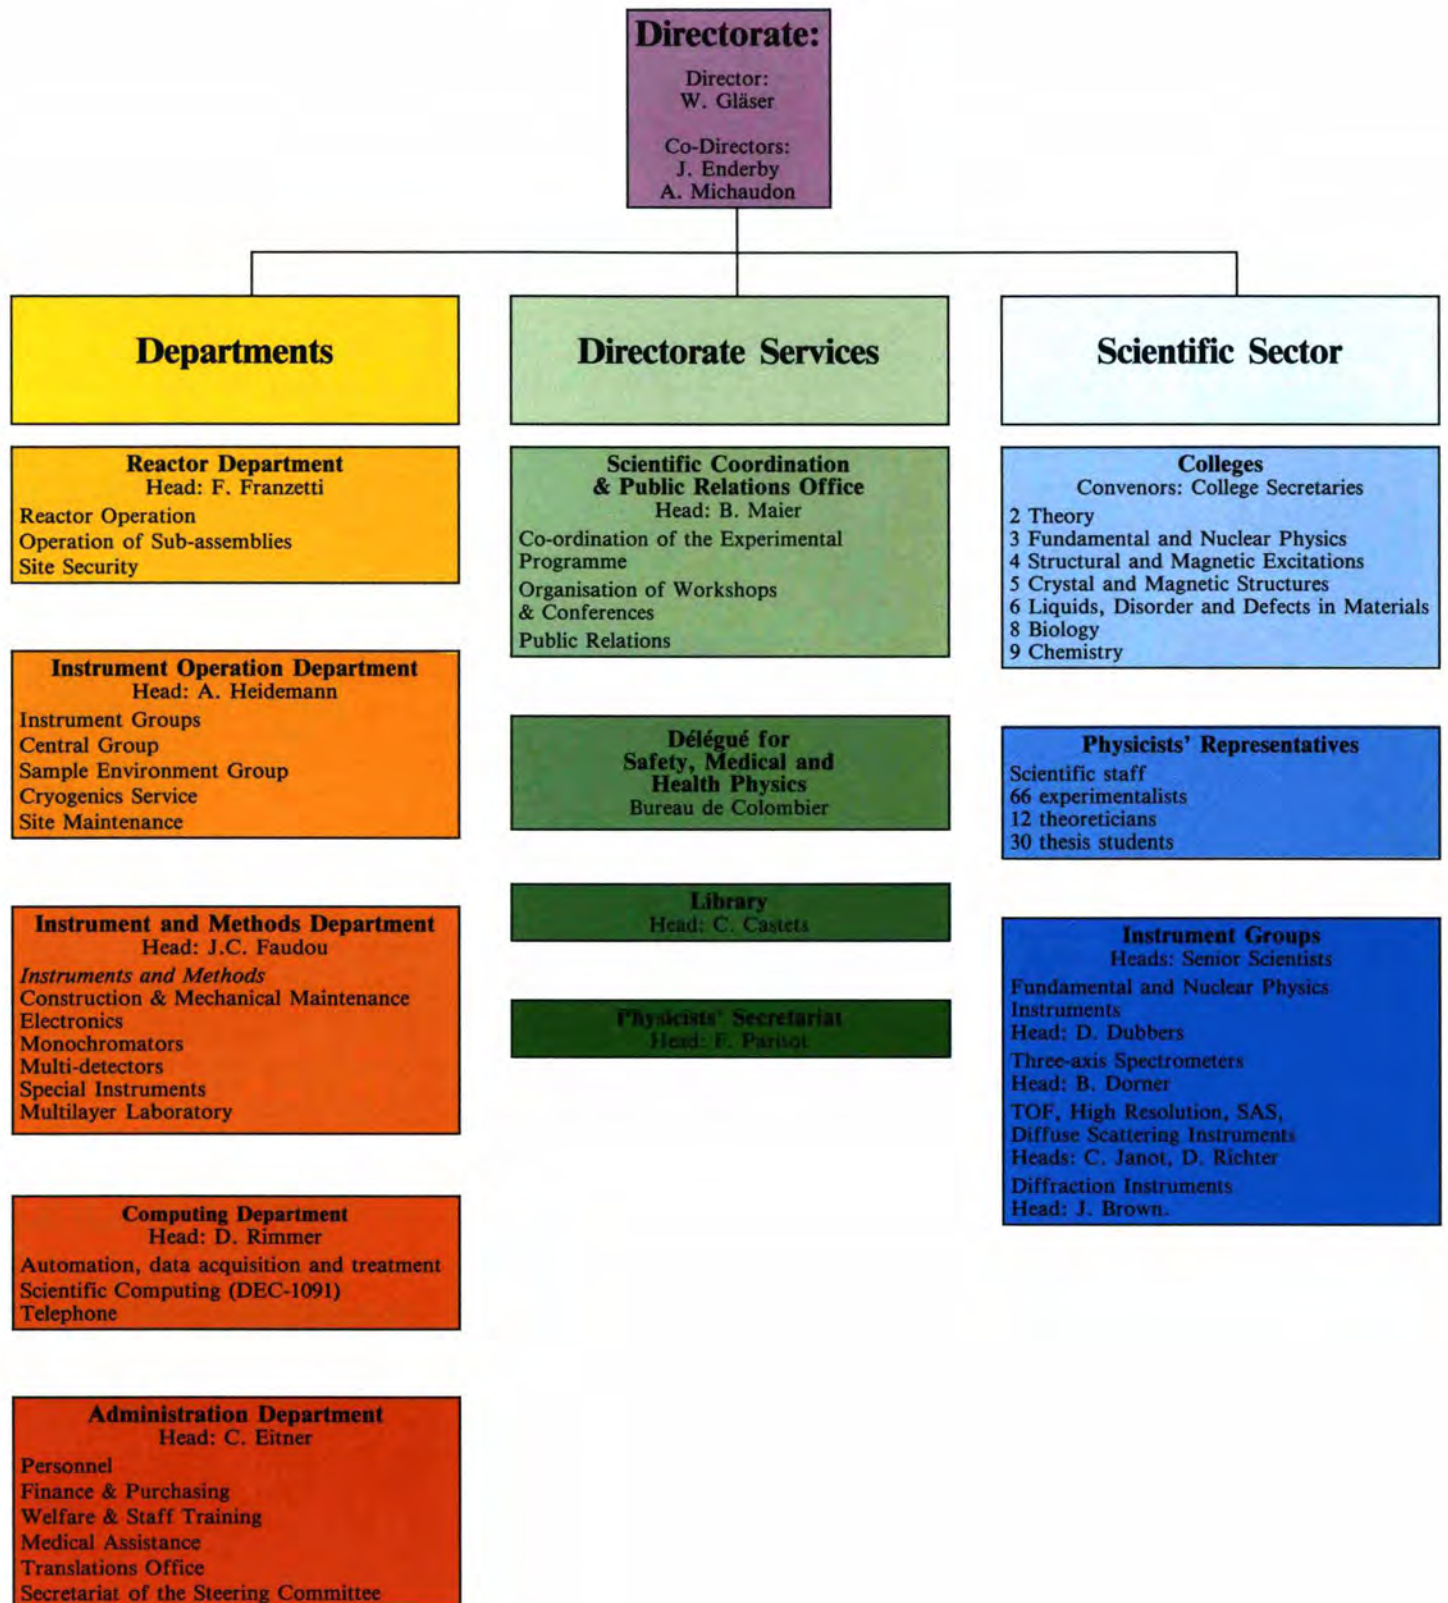 Directorate:
Director:
W. Gläser
Co-Directors:
J. Enderby
A. Michaudon
Departments
Reactor Department
Head: F. Franzetti
Reactor Operation
Operation of Sub-assemblies
Site Security
Instrument Operation Department
Head: A. Heidemann
Instrument Groups
Central Group
Sample Environment Group
Cryogenics Service
Site Maintenance
Instrument and Methods Department
Head: J.C. Faudou
Instruments and Methods
Construction & Mechanical Maintenance
Electronics
Monochromators
Multi-detectors
Special Instruments
Multilayer Laboratory
Computing Department
Head: D. Rimmer
Automation, data acquisition and treatment
Scientific Computing (DEC-1091)
Telephone
Administration Department
Head: C. Eitner
Personnel
Finance & Purchasing
Welfare & Staff Training
Medical Assistance
Translations Office
Secretariat of the Steering Committee
Directorate Services
Scientific Coordination
& Public Relations Office
Head: B. Maier
Co-ordination of the Experimental
Programme
Organisation of Workshops
& Conferences
Public Relations
Délégué for
Safety, Medical and
Health Physics
Bureau de Colombier
Library
Head: C. Castets
Physicists' Secretariat
Head: F. Parisot
Scientific Sector
Colleges
Convenors: College Secretaries
2 Theory
3 Fundamental and Nuclear Physics
4 Structural and Magnetic Excitations
5 Crystal and Magnetic Structures
6 Liquids, Disorder and Defects in Materials
8 Biology
9 Chemistry
Physicists' Representatives
Scientific staff
66 experimentalists
12 theoreticians
30 thesis students
Instrument Groups
Heads: Senior Scientists
Fundamental and Nuclear Physics
Instruments
Head: D. Dubbers
Three-axis Spectrometers
Head: B. Dorner
TOF, High Resolution, SAS,
Diffuse Scattering Instruments
Heads: C. Janot, D. Richter
Diffraction Instruments
Head: J. Brown.